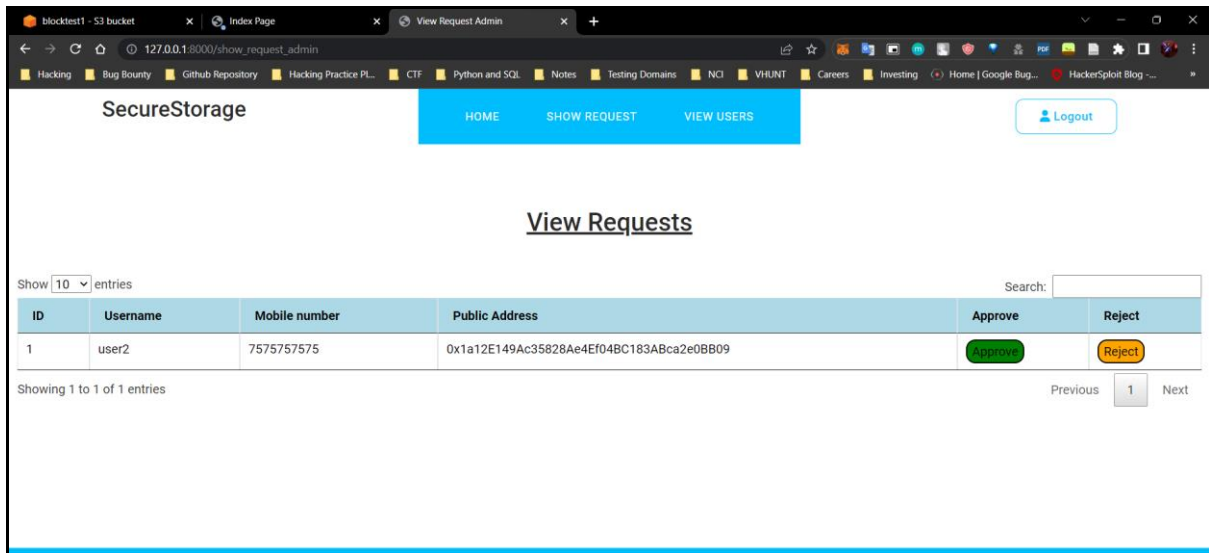 blocktest1 - S3 bucket Index Page View Request Admin
127.0.0.1:8000/show_request_admin
Hacking Bug Bounty Github Repository Hacking Practice PL... CTF Python and SQL Notes Testing Domains NCI VHUNT Careers Investing Home | Google Bug... HackerSploit Blog -... »
SecureStorage HOME SHOW REQUEST VIEW USERS Logout
View Requests
Show 10 entries Search:
ID Username Mobile number Public Address Approve Reject
1 user2 7575757575 0x1a12E149Ac35828Ae4Ef04BC183ABca2e0BB09 Approve Reject
Showing 1 to 1 of 1 entries Previous 1 Next